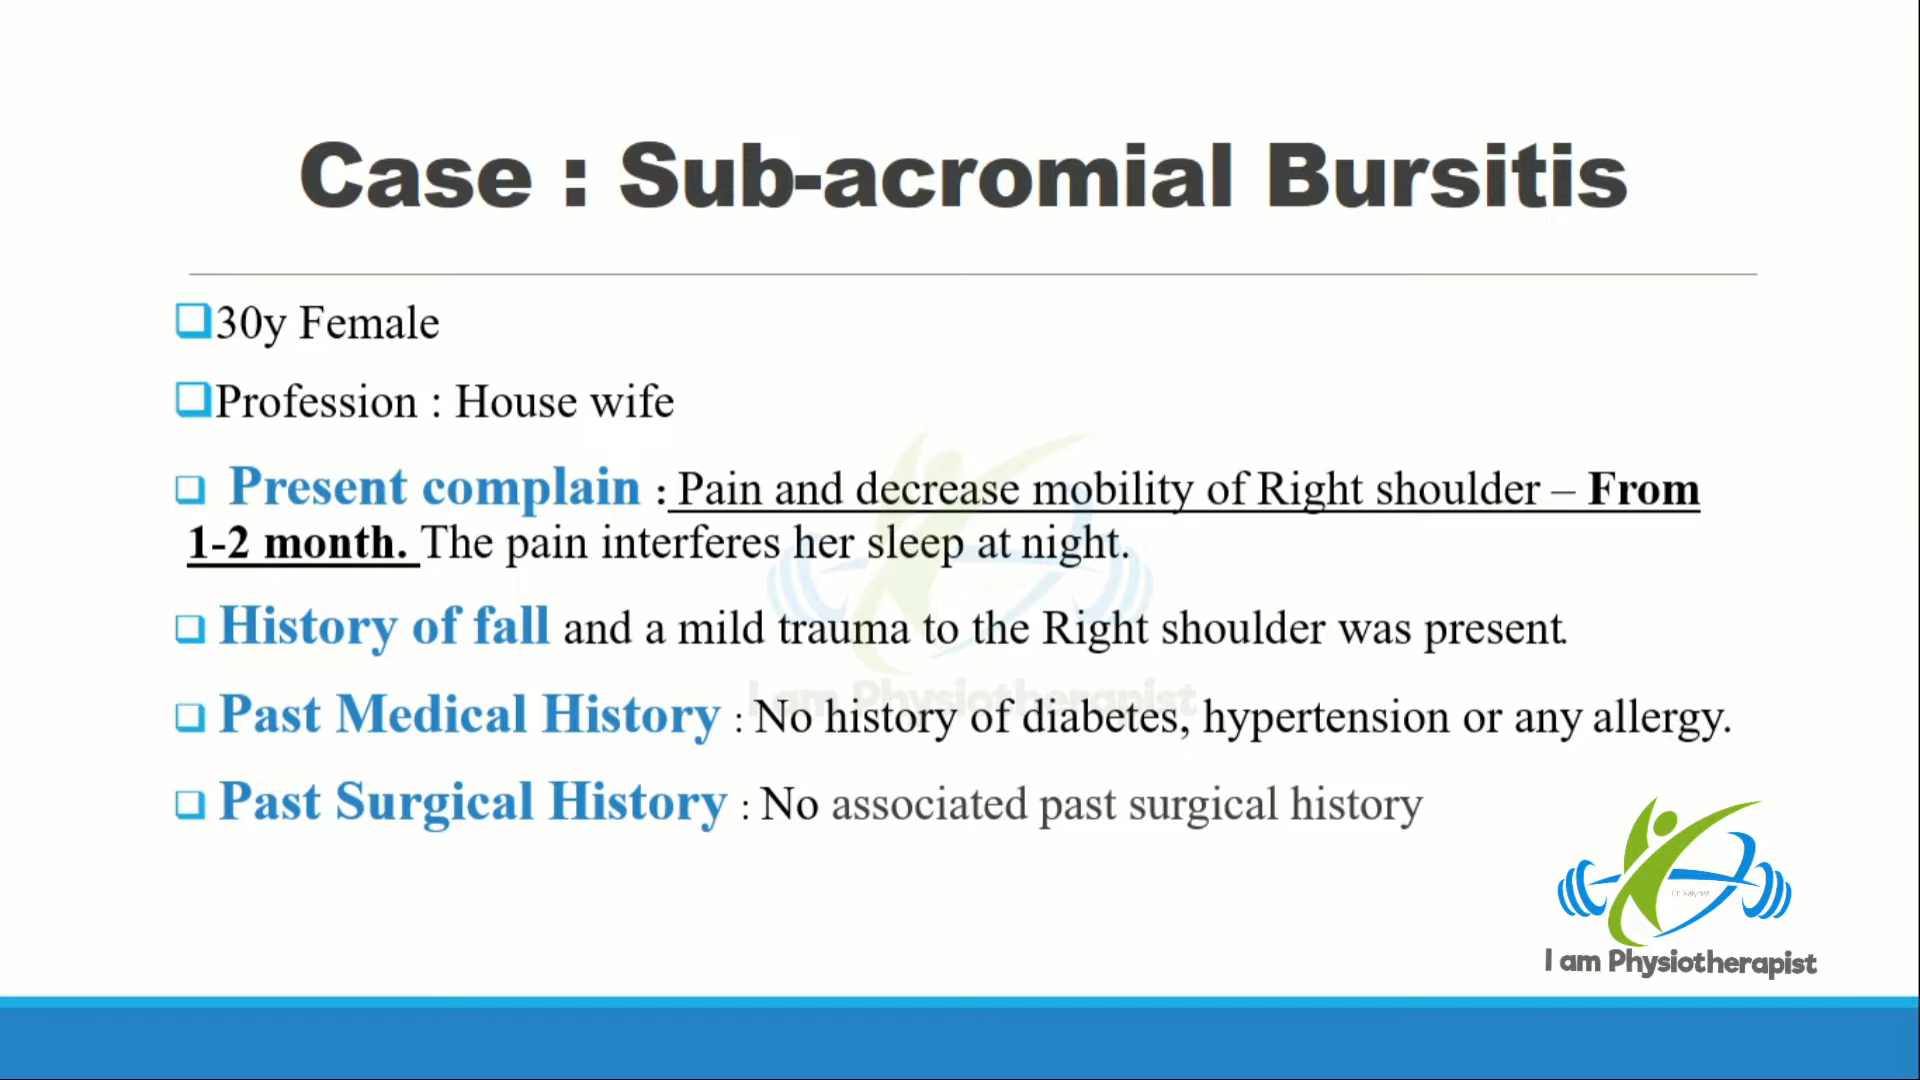 Case : Sub-acromial Bursitis
30y Female
Profession : House wife
Present complain : Pain and decrease mobility of Right shoulder – From
1-2 month. The pain interferes her sleep at night.
History of fall and a mild trauma to the Right shoulder was present.
Past Medical History : No history of diabetes, hypertension or any allergy.
Past Surgical History : No associated past surgical history
I am Physiotherapist
I am Physiotherapist